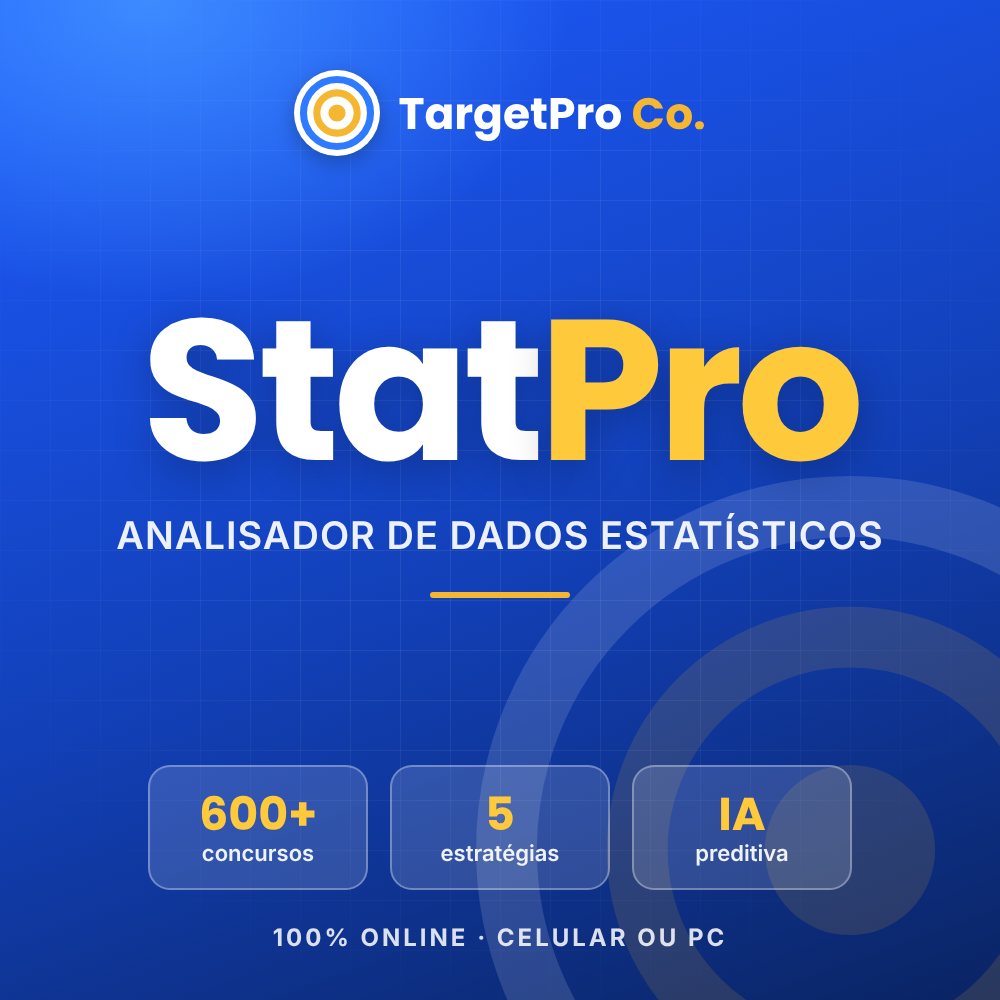 TargetPro Co.
StatPro
ANALISADOR DE DADOS ESTATÍSTICOS
600+
concursos
5
estratégias
IA
preditiva
100% ONLINE · CELULAR OU PC